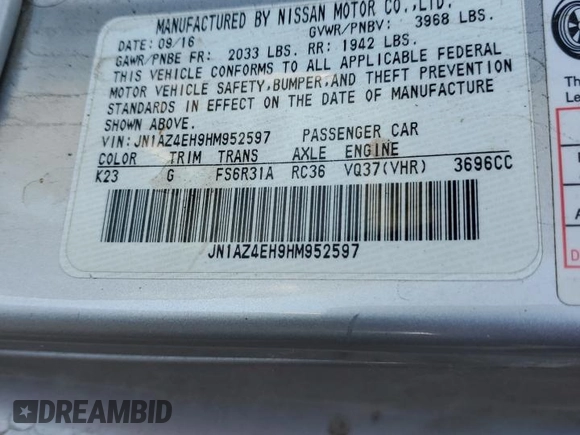 MANUFACTURED BY NISSAN MOTOR CO.,LTD.
DATE: 09/16 GVWR/PNBV: 3968 LBS.
GAWR/PNBE FR: 2033 LBS. RR: 1942 LBS.
THIS VEHICLE CONFORMS TO ALL APPLICABLE FEDERAL
MOTOR VEHICLE SAFETY,BUMPER,AND THEFT PREVENTION
STANDARDS IN EFFECT ON THE DATE OF MANUFACTURE
SHOWN ABOVE.
VIN:JN1AZ4EH9HM952597 PASSENGER CAR
COLOR TRIM TRANS AXLE ENGINE
K23 G FS6R31A RC36 VQ37(VHR) 3696CC
JN1AZ4EH9HM952597
DREAMBID